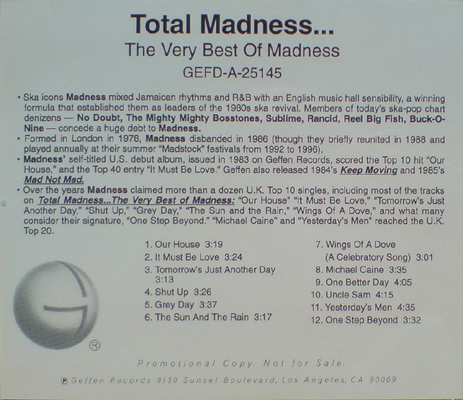 Total Madness...
The Very Best Of Madness
GEFD-A-25145
• Ska icons Madness mixed Jamaican rhythms and R&B with an English music hall sensibility, a winning
formula that established them as leaders of the 1980s ska revival. Members of today's ska-pop chart
denizens — No Doubt, The Mighty Mighty Bosstones, Sublime, Rancid, Reel Big Fish, Buck-O-
Nine — concede a huge debt to Madness.
• Formed in London in 1978, Madness disbanded in 1986 (though they briefly reunited in 1988 and
played annually at their summer "Madstock" festivals from 1992 to 1996).
• Madness' self-titled U.S. debut album, issued in 1983 on Geffen Records, scored the Top 10 hit "Our
House," and the Top 40 entry "It Must Be Love." Geffen also released 1984's Keep Moving and 1985's
Mad Not Mad.
• Over the years Madness claimed more than a dozen U.K. Top 10 singles, including most of the tracks
on Total Madness...The Very Best of Madness: "Our House" "It Must Be Love," "Tomorrow's Just
Another Day," "Shut Up," "Grey Day," "The Sun and the Rain," "Wings Of A Dove," and what many
consider their signature, "One Step Beyond." "Michael Caine" and "Yesterday's Men" reached the U.K.
Top 20.
1. Our House 3:19
2. It Must Be Love 3:24
3. Tomorrow's Just Another Day
3:13
4. Shut Up 3:26
5. Grey Day 3:37
6. The Sun And The Rain 3:17
7. Wings Of A Dove
(A Celebratory Song) 3:01
8. Michael Caine 3:35
9. One Better Day 4:05
10. Uncle Sam 4:15
11. Yesterday's Men 4:35
12. One Step Beyond 3:32
G
®
Promotional Copy. Not for Sale.
℗ Geffen Records 9130 Sunset Boulevard, Los Angeles, CA 90069